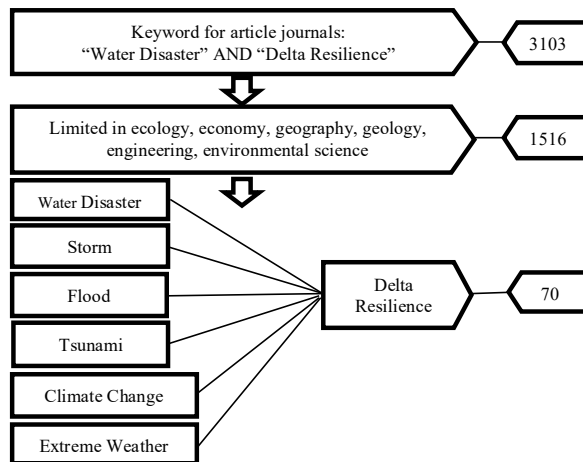 Keyword for article journals:
“Water Disaster” AND “Delta Resilience”
3103
Limited in ecology, economy, geography, geology,
engineering, environmental science
1516
Water Disaster
Storm
Flood
Tsunami
Climate Change
Extreme Weather
Delta
Resilience
70